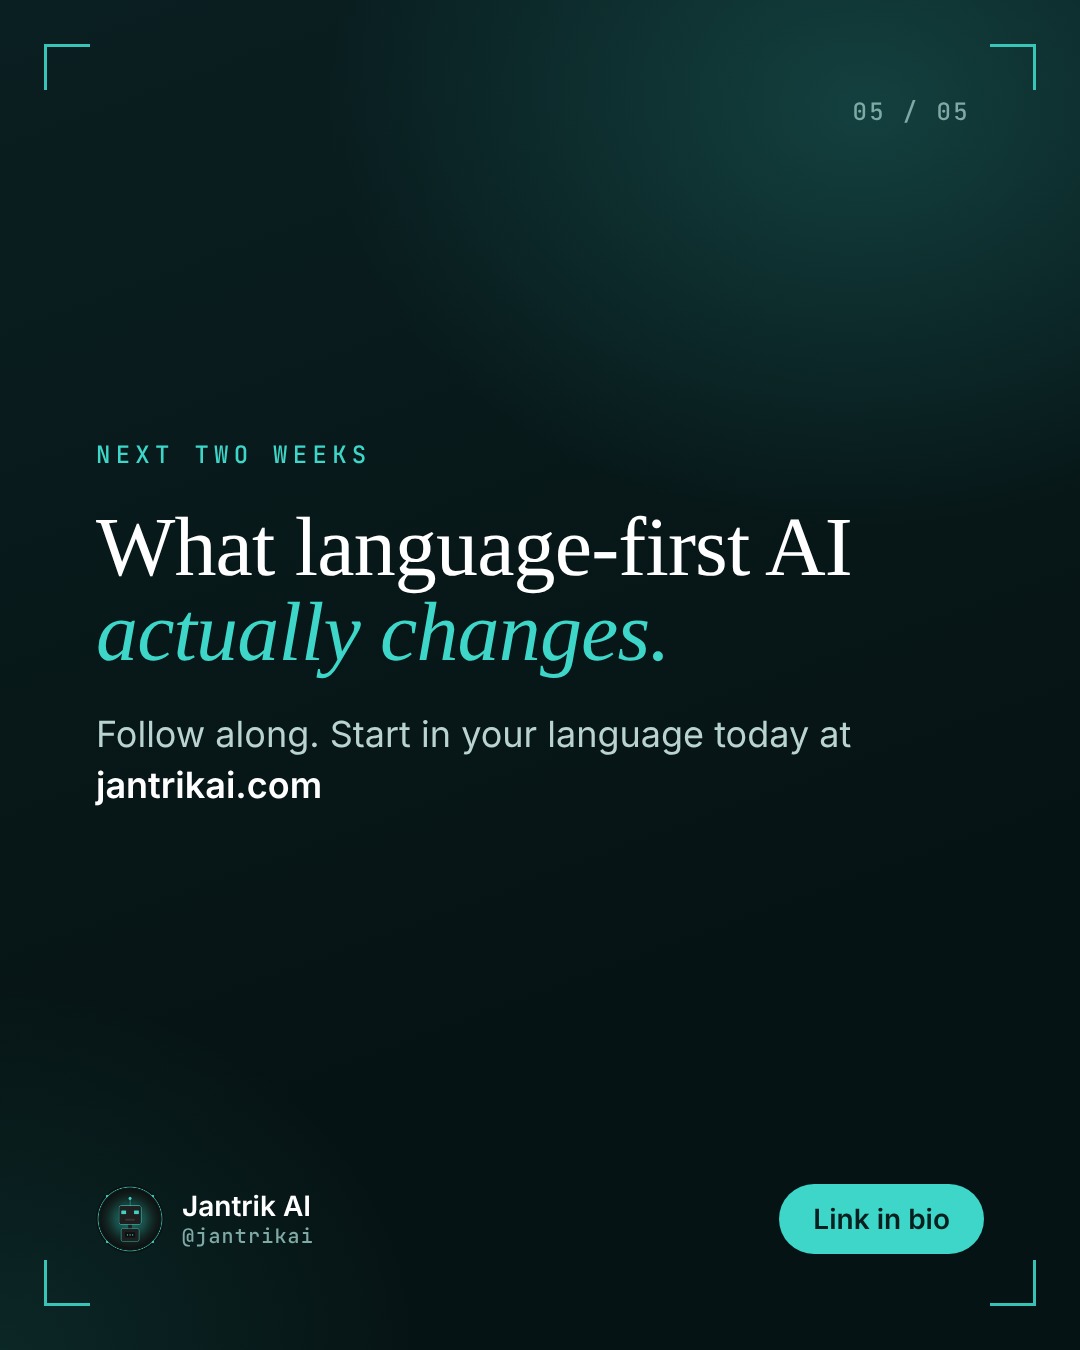 05 / 05
NEXT TWO WEEKS
What language-first AI
actually changes.
Follow along. Start in your language today at
jantrikai.com
Jantrik AI
@jantrikai
Link in bio